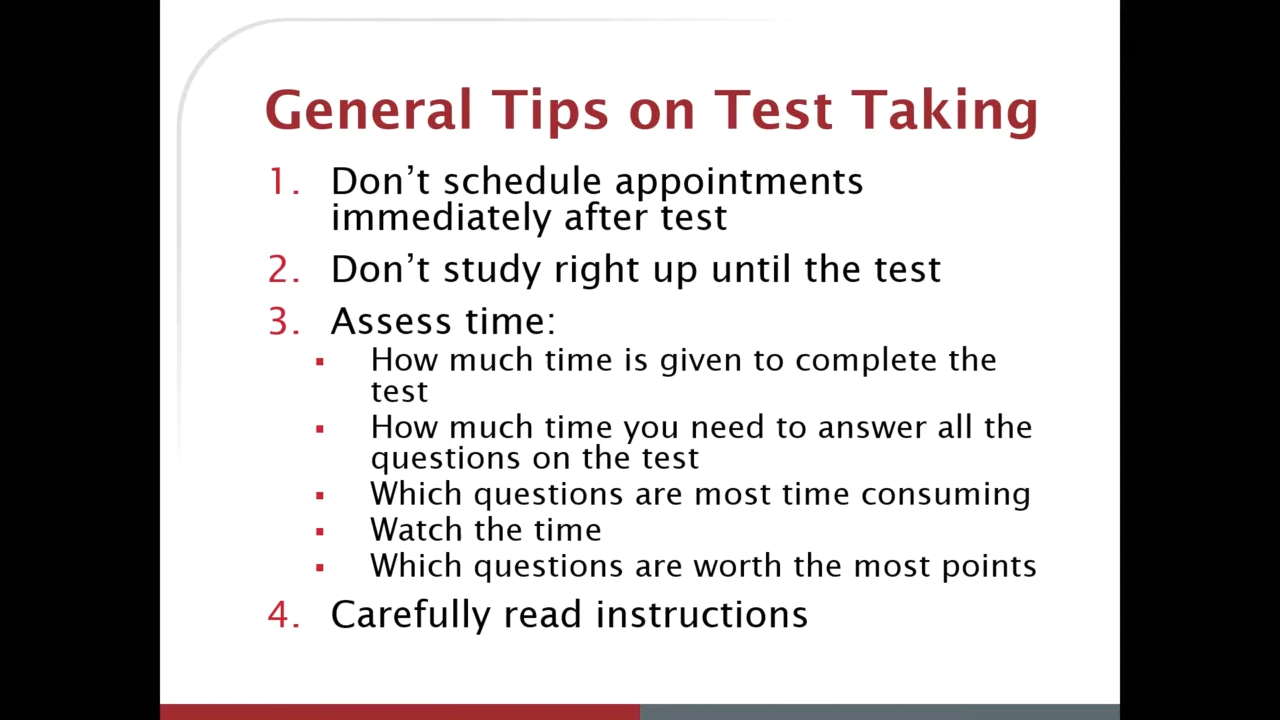 General Tips on Test Taking
1. Don’t schedule appointments
immediately after test
2. Don’t study right up until the test
3. Assess time:
▪ How much time is given to complete the
test
▪ How much time you need to answer all the
questions on the test
▪ Which questions are most time consuming
▪ Watch the time
▪ Which questions are worth the most points
4. Carefully read instructions